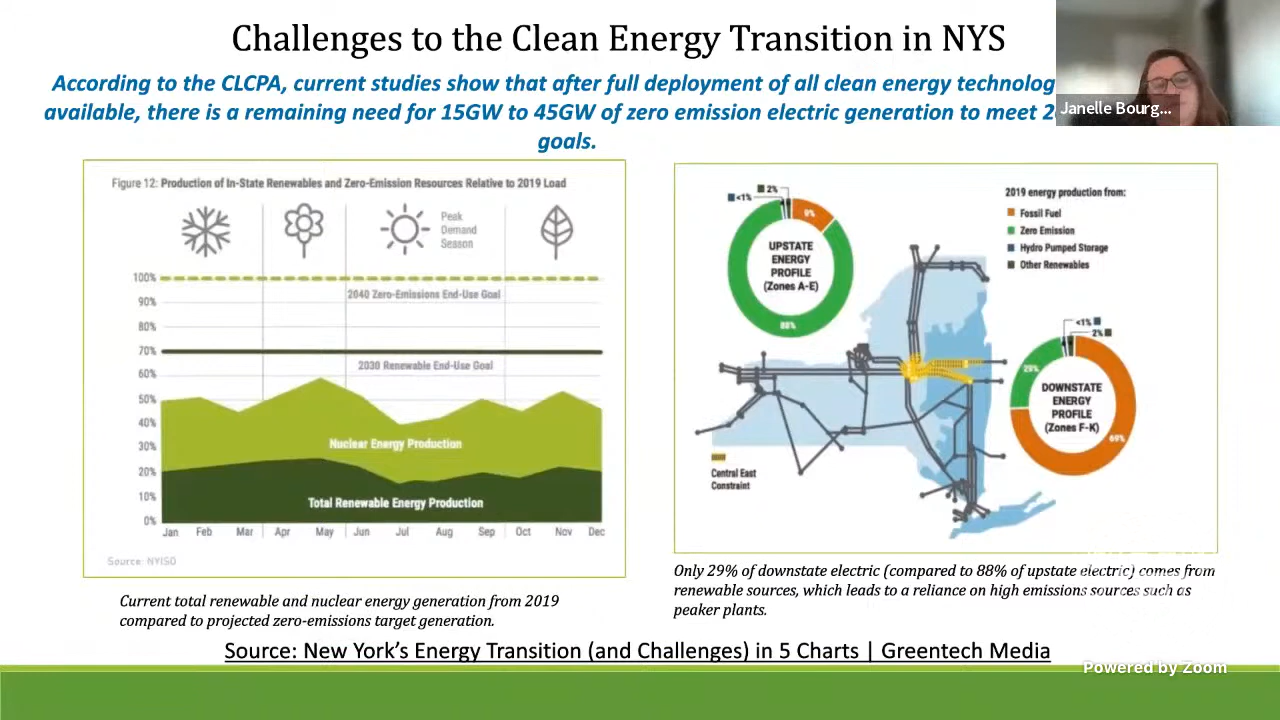 Challenges to the Clean Energy Transition in NYS
According to the CLCPA, current studies show that after full deployment of all clean energy technolog
available, there is a remaining need for 15GW to 45GW of zero emission electric generation to meet 2
goals.
Janelle Bourg...
Figure 12: Production of In-State Renewables and Zero-Emission Resources Relative to 2019 Load
Peak
Demand
Season
100%
2040 Zero-Emissions End-Use Goal
90%
80%
70%
2030 Renewable End-Use Goal
60%
50%
40%
Nuclear Energy Production
30%
20%
Total Renewable Energy Production
10%
0%
Jan Feb Mar Apr May Jun Jul Aug Sep Oct Nov Dec
Source: NYISO
Current total renewable and nuclear energy generation from 2019
compared to projected zero-emissions target generation.
<1%
2%
9%
UPSTATE
ENERGY
PROFILE
(Zones A-E)
88%
2019 energy production from:
Fossil Fuel
Zero Emission
Hydro Pumped Storage
Other Renewables
<1%
2%
29%
DOWNSTATE
ENERGY
PROFILE
(Zones F-K)
69%
Central East
Constraint
Only 29% of downstate electric (compared to 88% of upstate electric) comes from
renewable sources, which leads to a reliance on high emissions sources such as
peaker plants.
Source: New York's Energy Transition (and Challenges) in 5 Charts | Greentech Media
Powered by Zoom